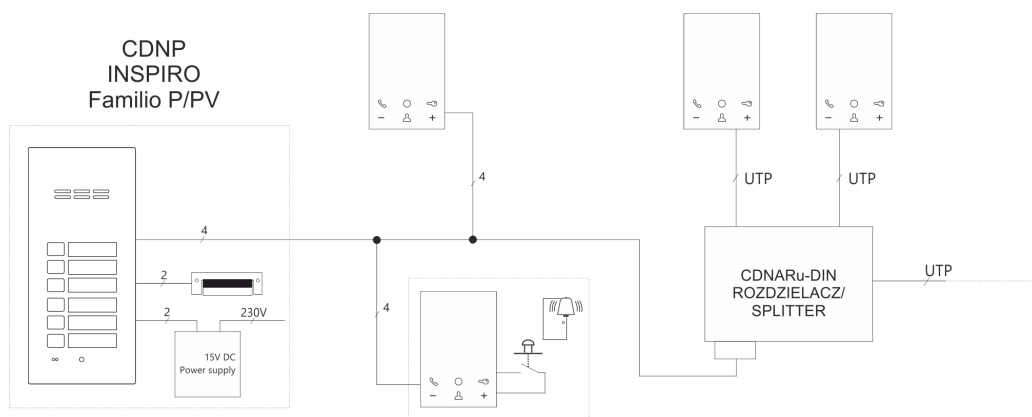 CDNP
INSPIRO
Familio P/PV
4
2
2
230V
15V DC
Power supply
− +
4
4
− +
− +
− +
UTP
UTP
CDNARu-DIN
ROZDZIELACZ/
SPLITTER
UTP